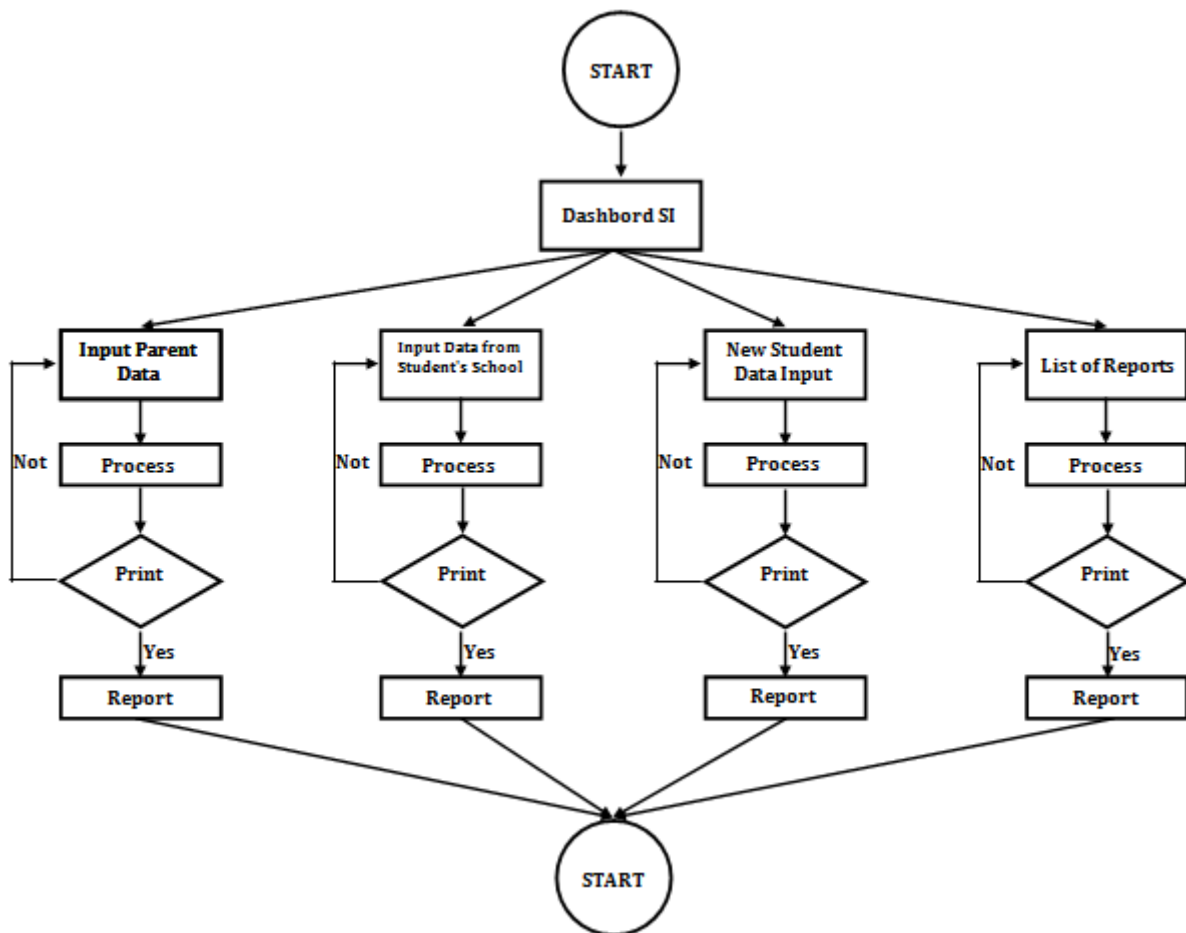 START
Dashbord SI
Input Parent
Data
Input Data from
Student's School
New Student
Data Input
List of Reports
Not
Process
Not
Process
Not
Process
Not
Process
Print
Print
Print
Print
Yes
Yes
Yes
Yes
Report
Report
Report
Report
START